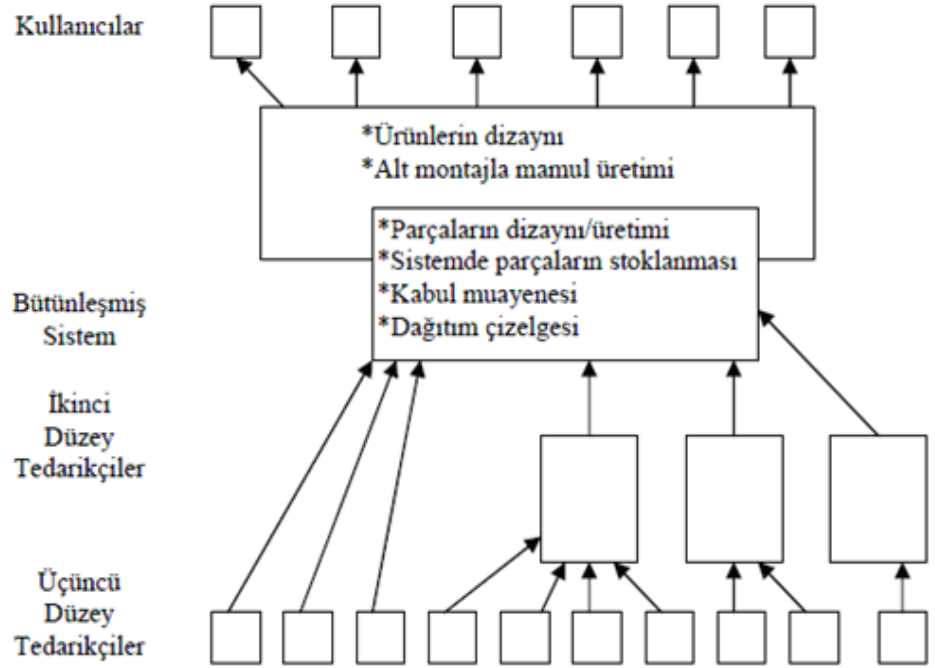 Kullanıcılar
*Ürünlerin dizaynı
*Alt montajla mamul üretimi
*Parçaların dizaynı/üretimi
*Sistemde parçaların stoklanması
*Kabul muayenesi
*Dağıtım çizelgesi
Bütünleşmiş
Sistem
İkinci
Düzey
Tedarikçiler
Üçüncü
Düzey
Tedarikçiler